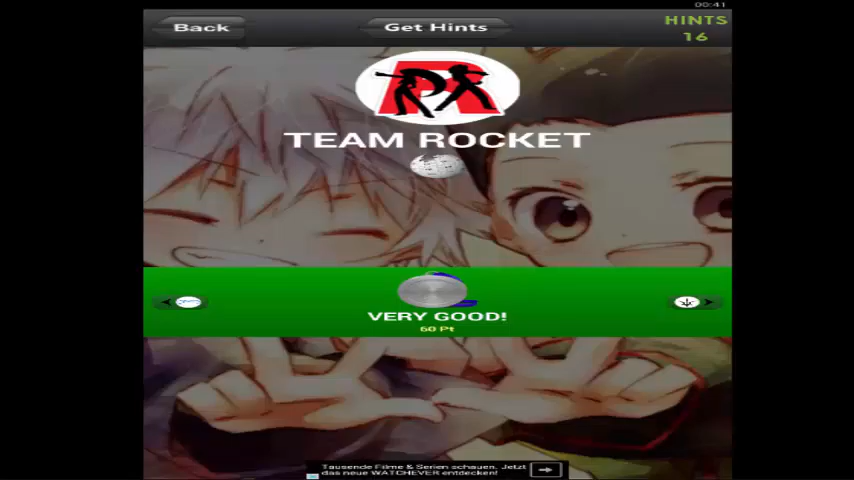 00:41
Back
Get Hints
HINTS
16
R
TEAM ROCKET
VERY GOOD!
60 Pt
Tausende Filme & Serien schauen. Jetzt
das neue WATCHEVER entdecken!